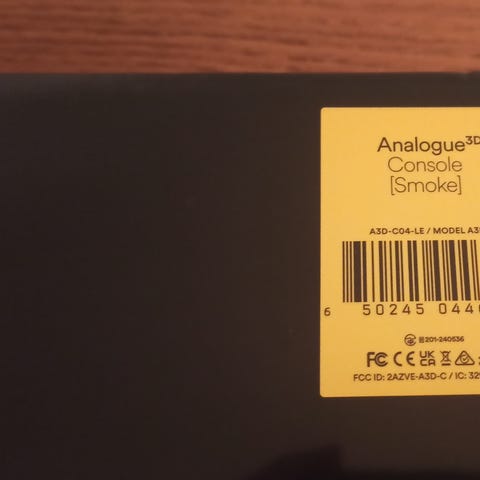 Analogue3D
Console
[Smoke]
A3D-C04-LE / MODEL A3
6 50245 044
201-240536
FC CE UK CA
FCC ID: 2AZVE-A3D-C / IC: 32